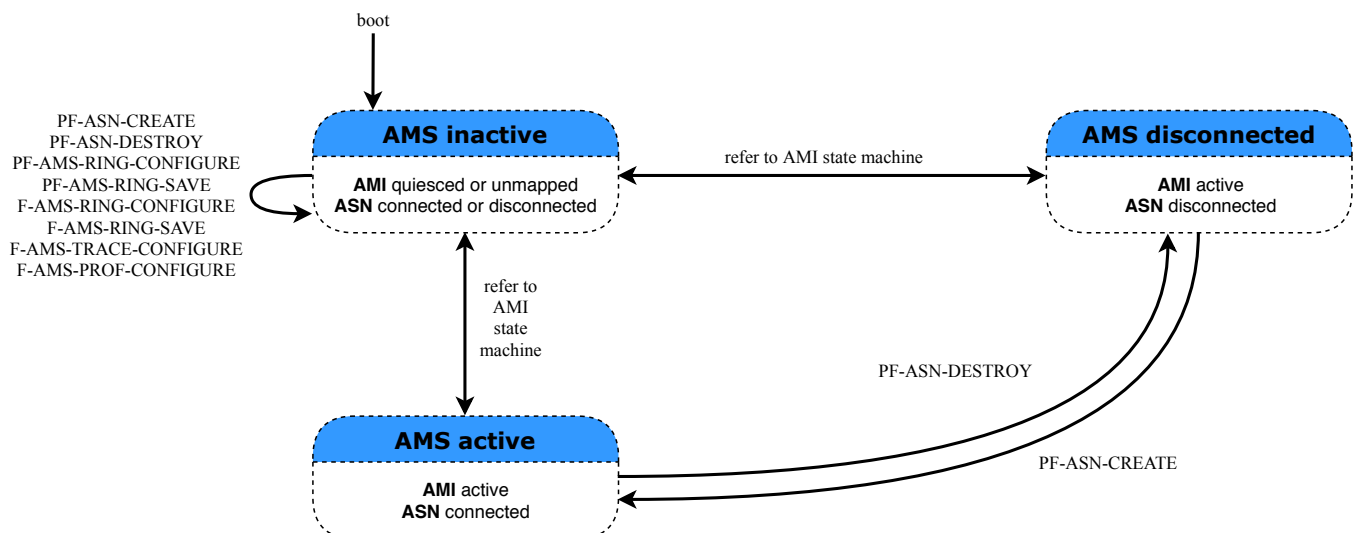 boot
PF-ASN-CREATE
PF-ASN-DESTROY
PF-AMS-RING-CONFIGURE
PF-AMS-RING-SAVE
F-AMS-RING-CONFIGURE
F-AMS-RING-SAVE
F-AMS-TRACE-CONFIGURE
F-AMS-PROF-CONFIGURE
AMS inactive
AMI quiesced or unmapped
ASN connected or disconnected
refer to AMI state machine
AMS disconnected
AMI active
ASN disconnected
refer to
AMI
state
machine
PF-ASN-DESTROY
PF-ASN-CREATE
AMS active
AMI active
ASN connected